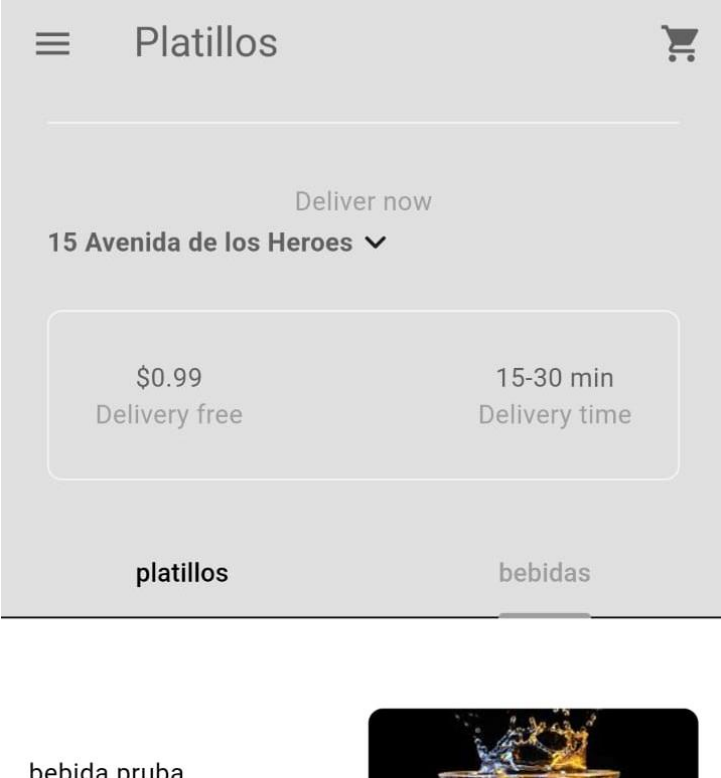 Platillos
Deliver now
15 Avenida de los Heroes
$0.99
Delivery free
15-30 min
Delivery time
platillos
bebidas
bebida pruba